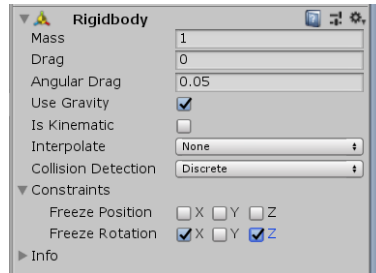 Rigidbody
Mass 1
Drag 0
Angular Drag 0.05
Use Gravity
Is Kinematic
Interpolate None
Collision Detection Discrete
Constraints
Freeze Position X Y Z
Freeze Rotation X Y Z
Info